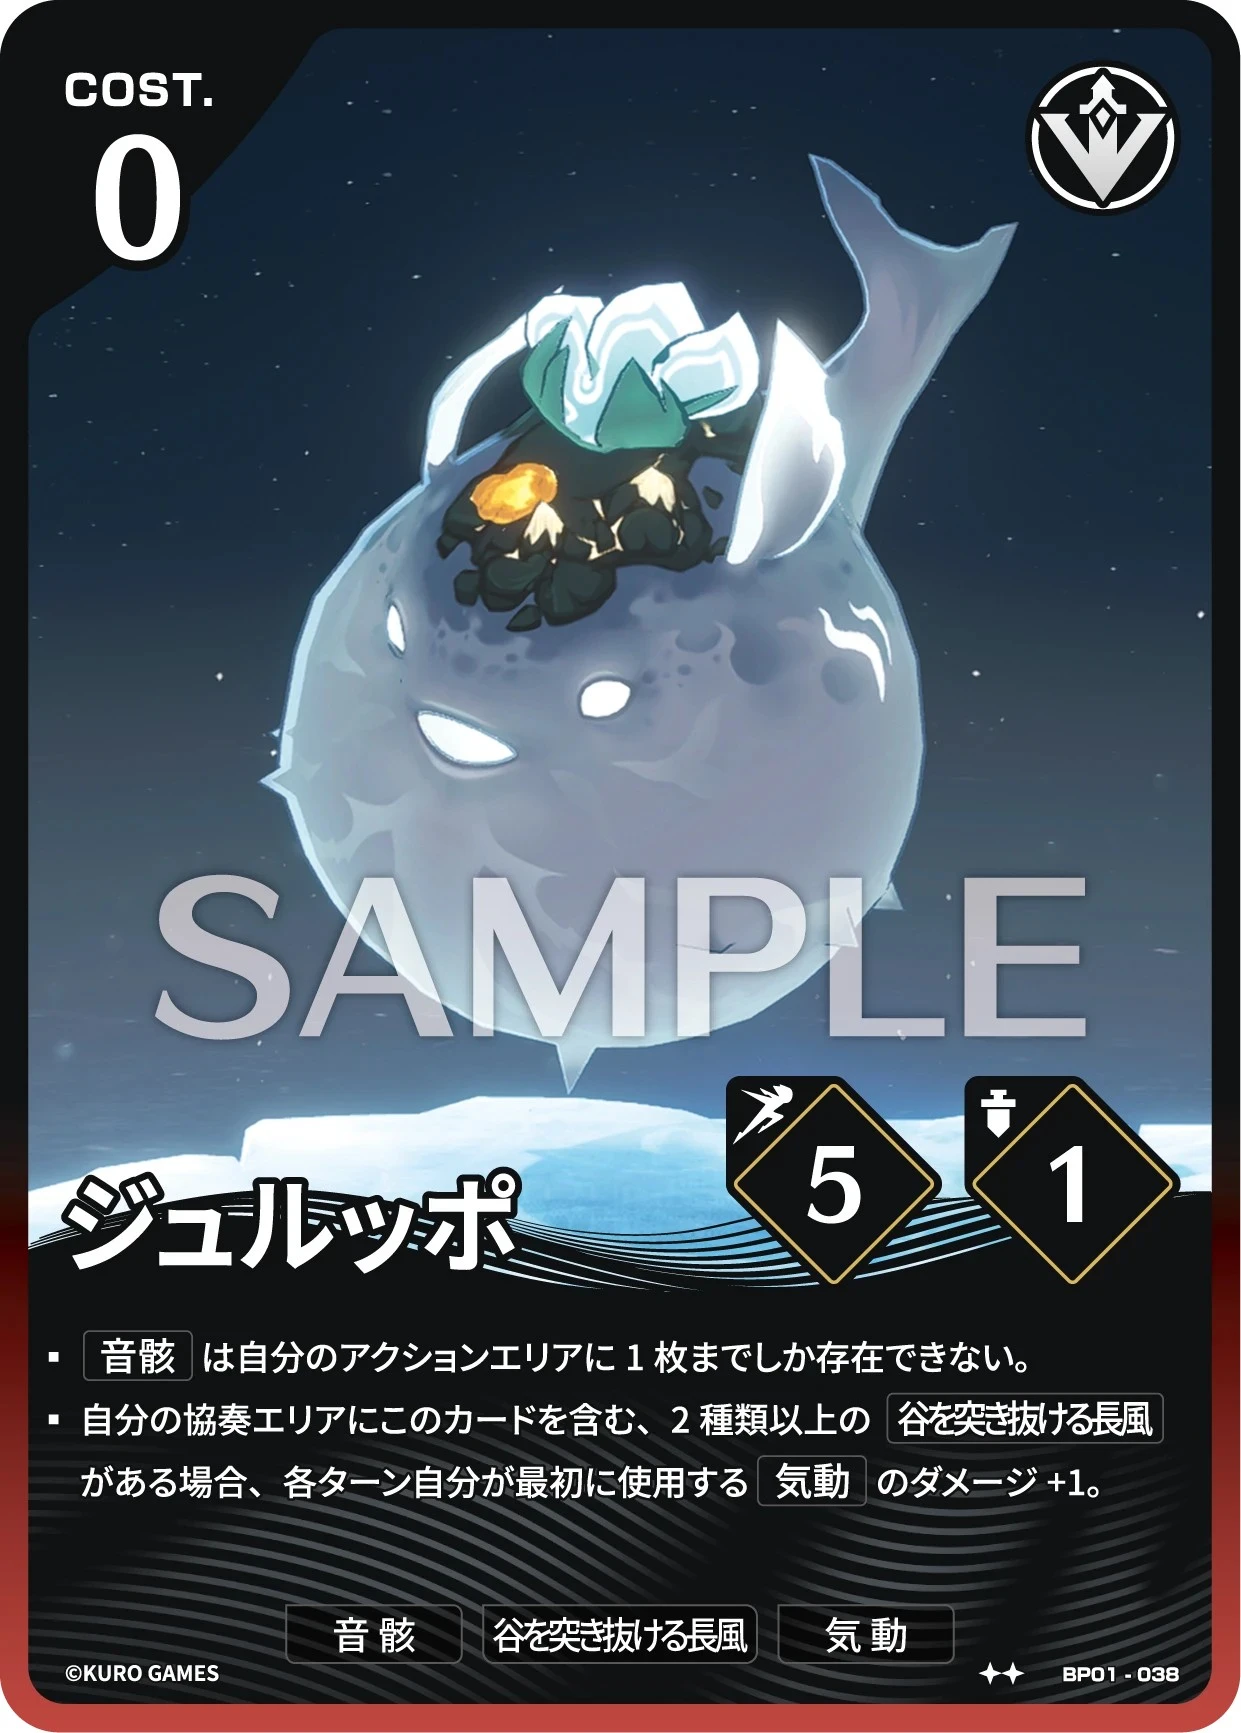 COST.
0
SAMPLE
5
1
ジュルッポ
▪ 音骸 は自分のアクションエリアに 1 枚までしか存在できない。
▪ 自分の協奏エリアにこのカードを含む、2 種類以上の 谷を突き抜ける長風
がある場合、各ターン自分が最初に使用する 気動 のダメージ +1。
音骸 谷を突き抜ける長風 気動
©KURO GAMES BP01 - 038